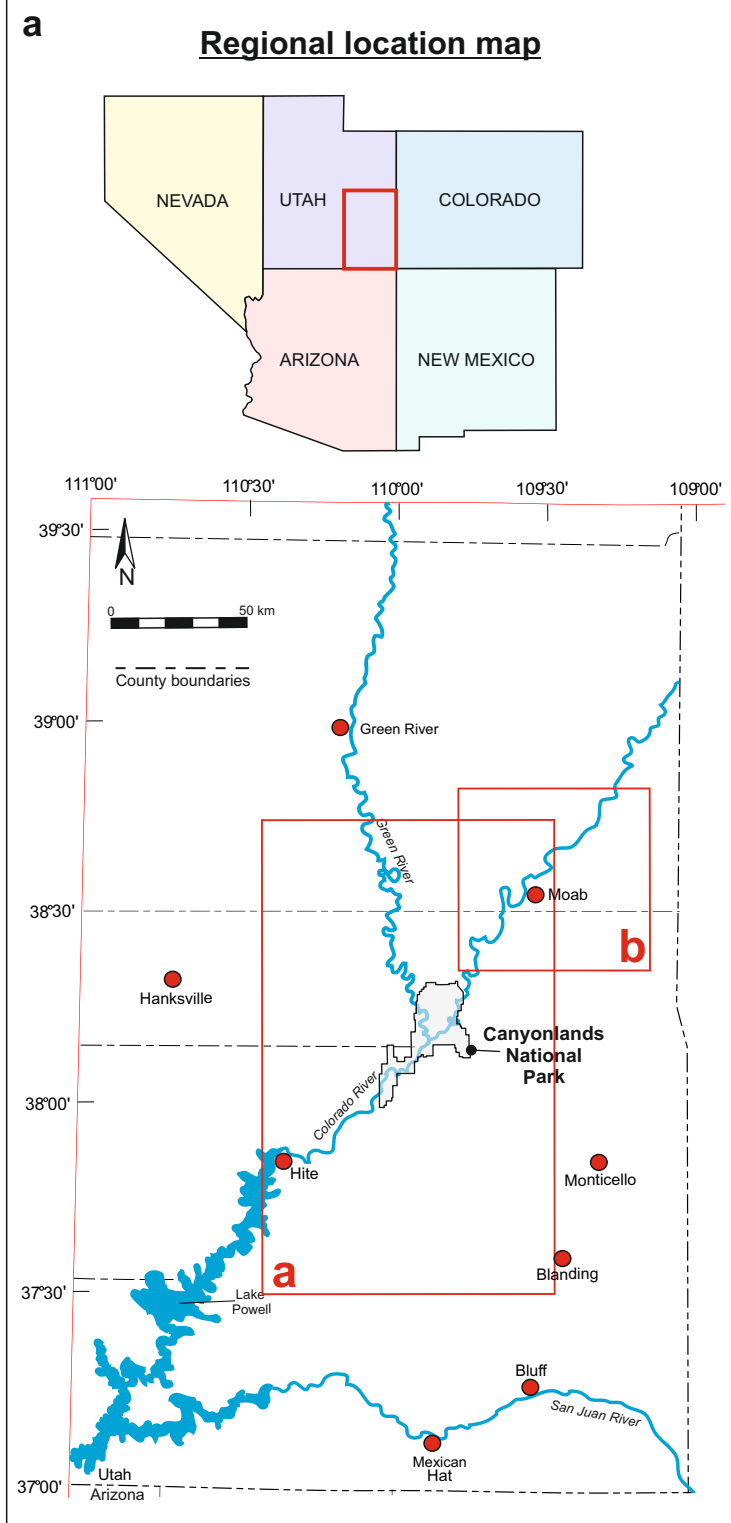 a
Regional location map
NEVADA
UTAH
COLORADO
ARIZONA
NEW MEXICO
111°00'
110°30'
110°00'
109°30'
109°00'
39°30'
N
0
50 km
County boundaries
39°00'
Green River
Green River
Moab
38°30'
b
Hanksville
Canyonlands
National
Park
38°00'
Colorado River
Hite
Monticello
a
Blanding
37°30'
Lake
Powell
Bluff
San Juan River
Mexican
Hat
Utah
37°00'
Arizona